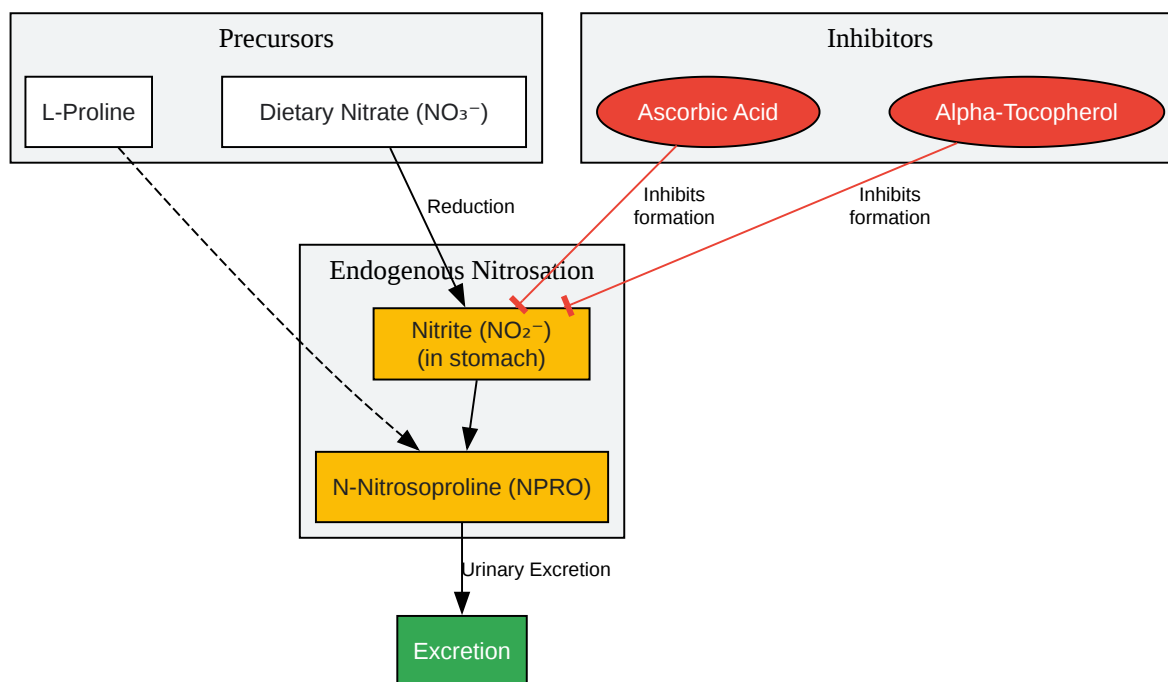 Precursors
Inhibitors
L-Proline
Dietary Nitrate (NO₃⁻)
Ascorbic Acid
Alpha-Tocopherol
Reduction
Inhibits
formation
Inhibits
formation
Endogenous Nitrosation
Nitrite (NO₂⁻)
(in stomach)
N-Nitrosoproline (NPRO)
Urinary Excretion
Excretion